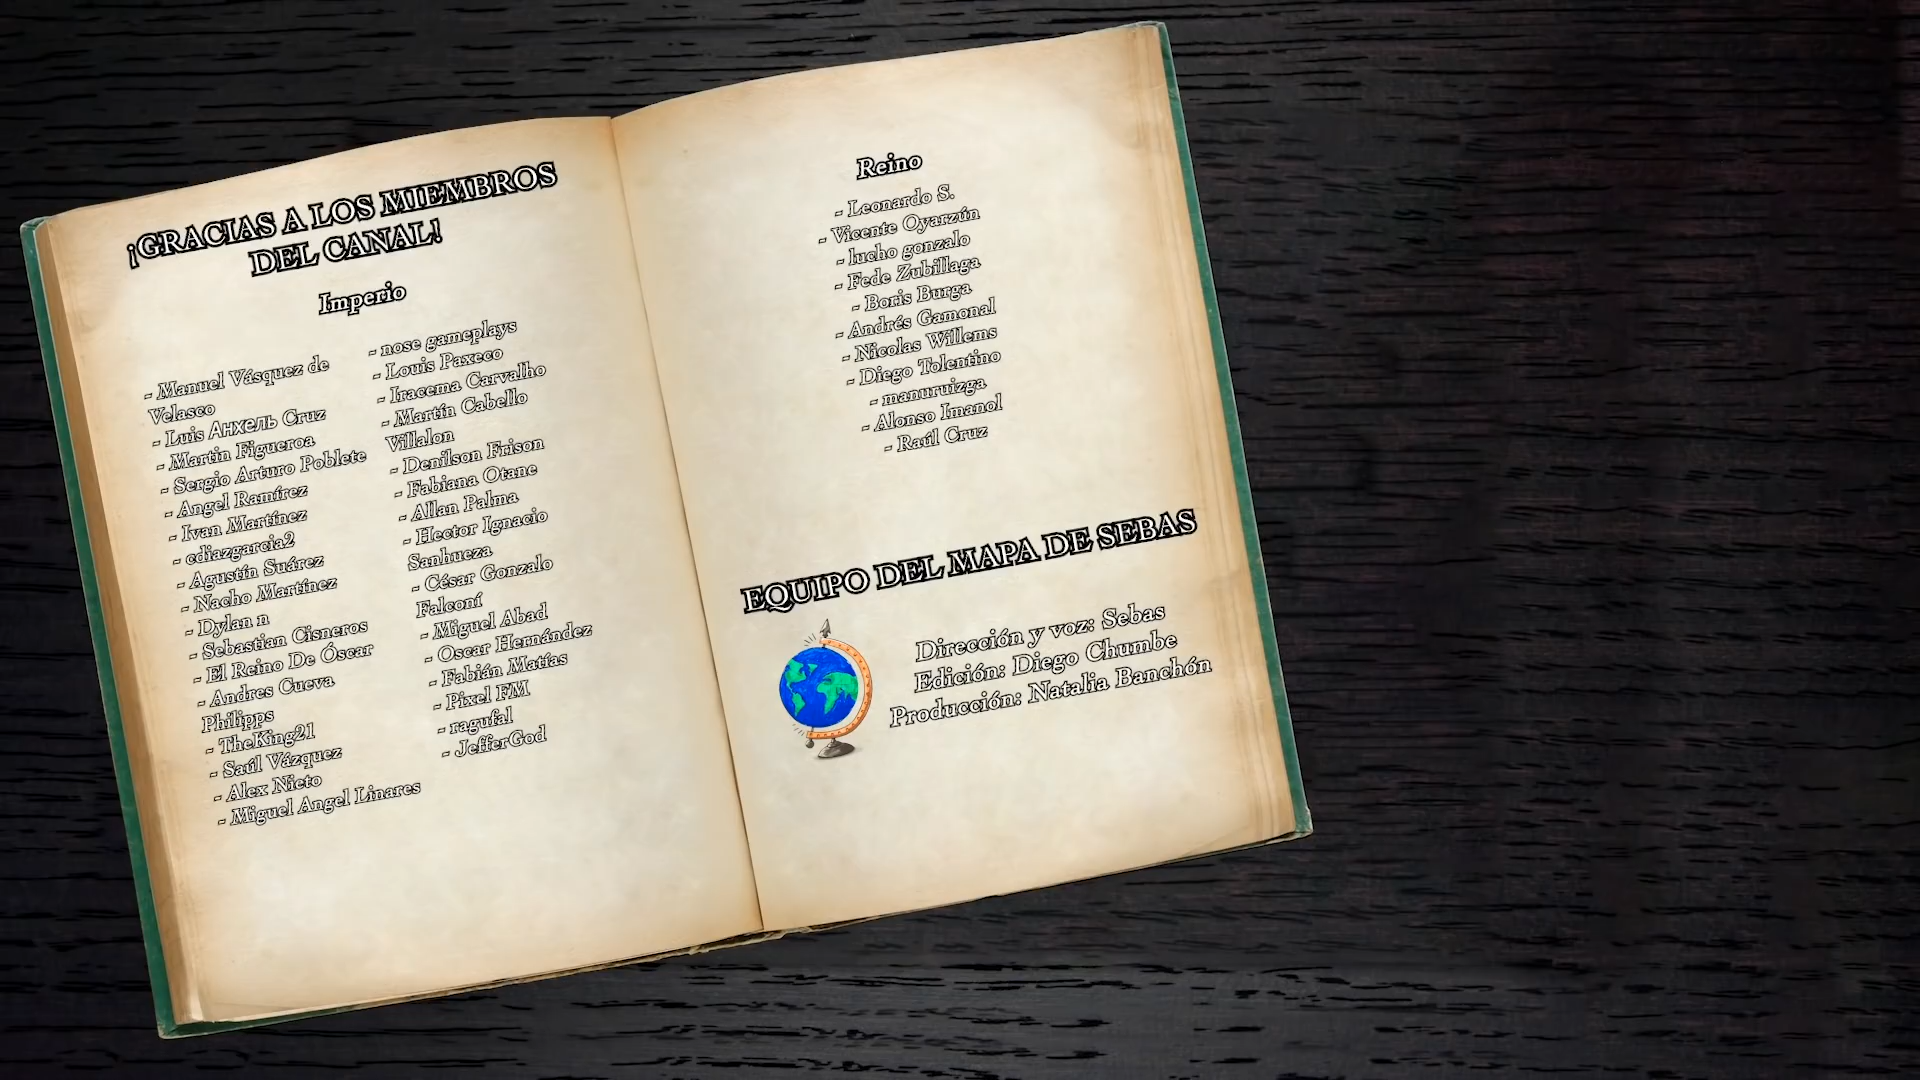 ¡GRACIAS A LOS MIEMBROS
DEL CANAL!
Imperio
- Manuel Vásquez de
Velasco
- Luis Анхель Cruz
- Martin Figueroa
- Sergio Arturo Poblete
- Angel Ramírez
- Ivan Martínez
- cdiazgarcia2
- Agustín Suárez
- Nacho Martínez
- Dylan n
- Sebastian Cisneros
- El Reino De Óscar
- Andres Cueva
Philipps
- TheKing21
- Saúl Vázquez
- Alex Nieto
- Miguel Angel Linares
- nose gameplays
- Louis Paxeco
- Iracema Carvalho
- Martín Cabello
Villalon
- Denilson Frison
- Fabiana Otane
- Allan Palma
- Hector Ignacio
Sanhueza
- César Gonzalo
Falconí
- Miguel Abad
- Oscar Hernández
- Fabián Matías
- Pixel FM
- ragufal
- JefferGod
Reino
- Leonardo S.
- Vicente Oyarzún
- lucho gonzalo
- Fede Zubillaga
- Boris Burga
- Andrés Gamonal
- Nicolas Willems
- Diego Tolentino
- manuruizga
- Alonso Imanol
- Raúl Cruz
EQUIPO DEL MAPA DE SEBAS
Dirección y voz: Sebas
Edición: Diego Chumbe
Producción: Natalia Banchón